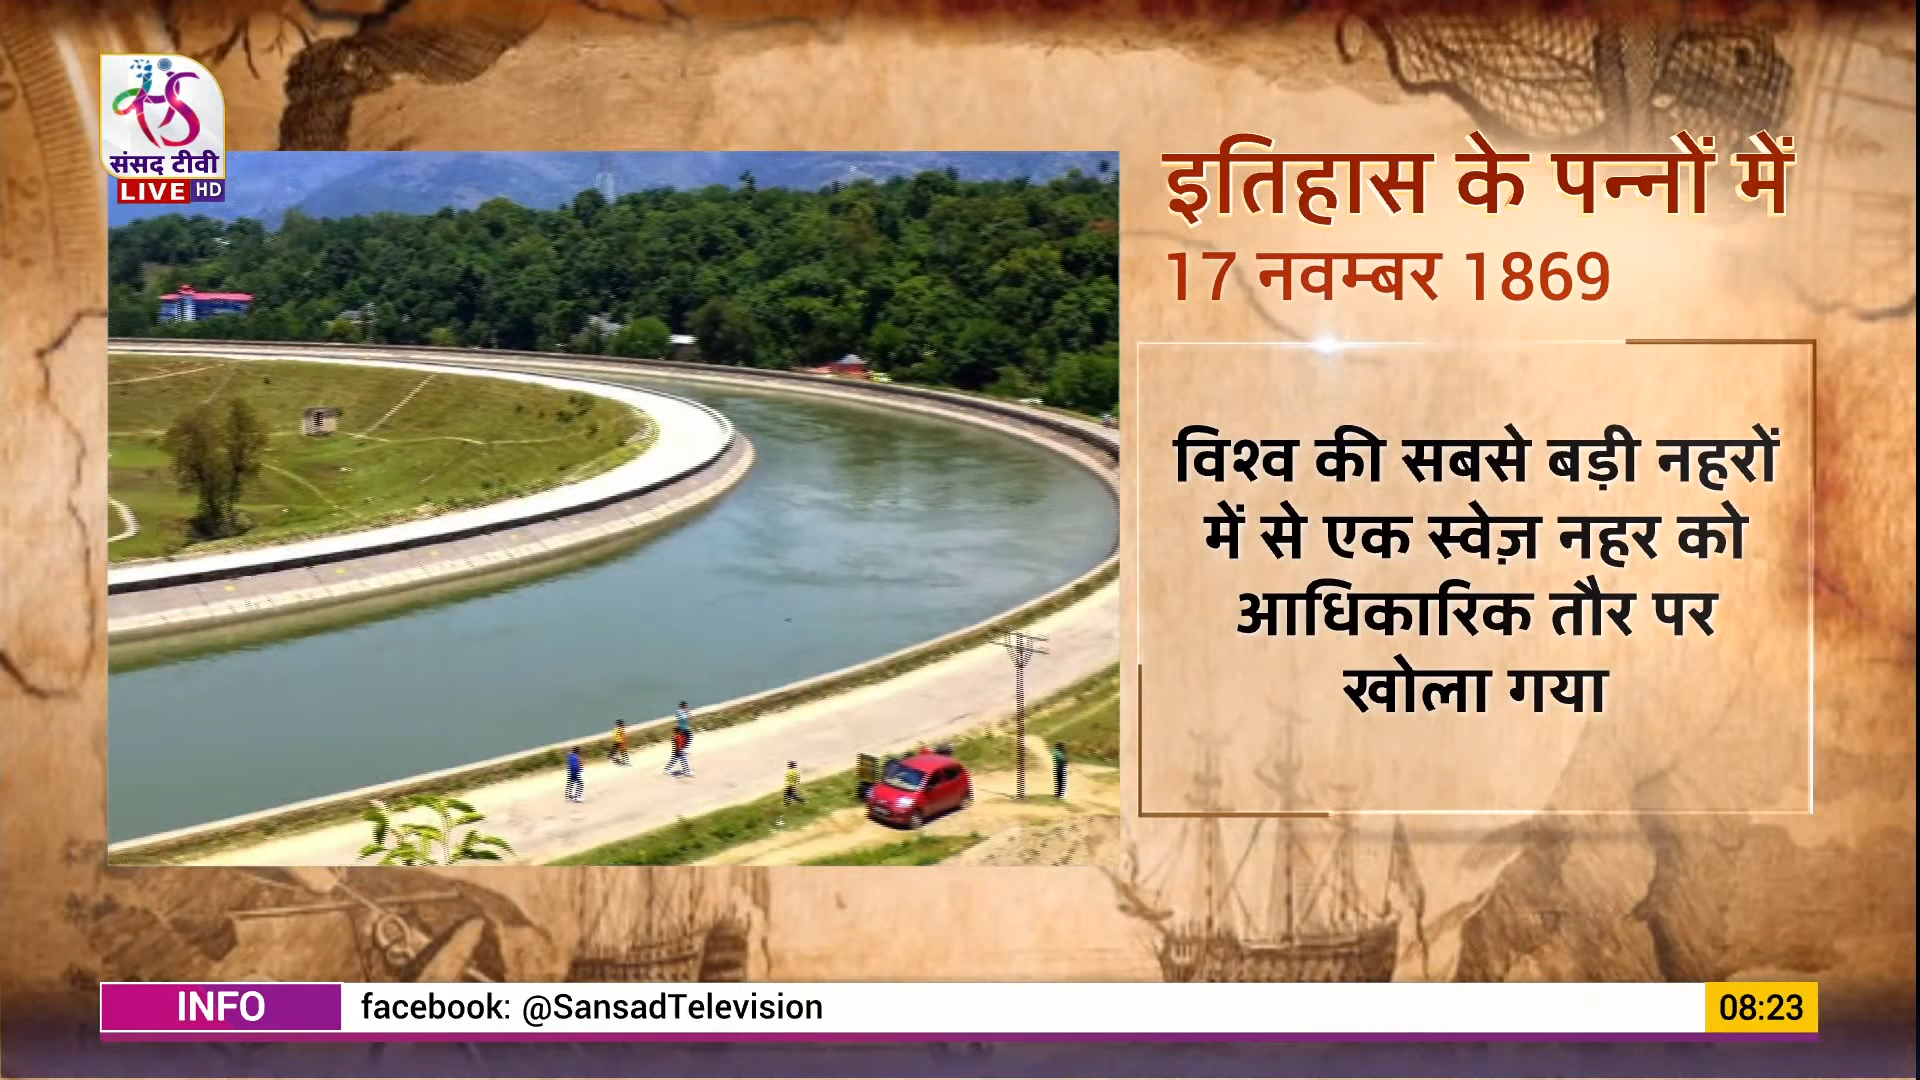 संसद टीवी
LIVE HD
इतिहास के पन्नों में
17 नवम्बर 1869
विश्व की सबसे बड़ी नहरों
में से एक स्वेज़ नहर को
आधिकारिक तौर पर
खोला गया
INFO facebook: @SansadTelevision 08:23